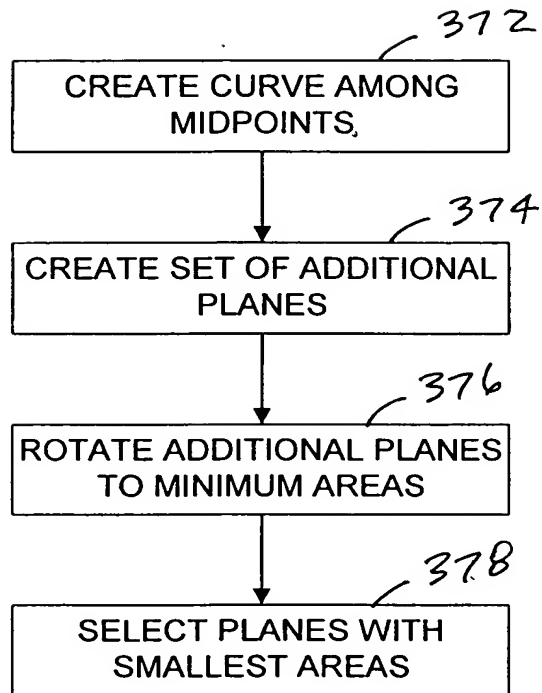 372
CREATE CURVE AMONG
MIDPOINTS
374
CREATE SET OF ADDITIONAL
PLANES
376
ROTATE ADDITIONAL PLANES
TO MINIMUM AREAS
378
SELECT PLANES WITH
SMALLEST AREAS